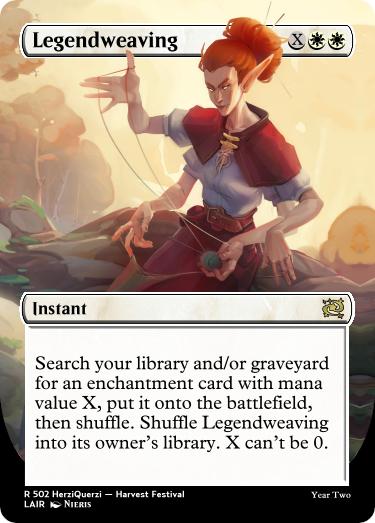 Legendweaving X
Instant
Search your library and/or graveyard
for an enchantment card with mana
value X, put it onto the battlefield,
then shuffle. Shuffle Legendweaving
into its owner's library. X can't be 0.
R 502 HerziQuerzi — Harvest Festival
LAIR Nieris
Year Two